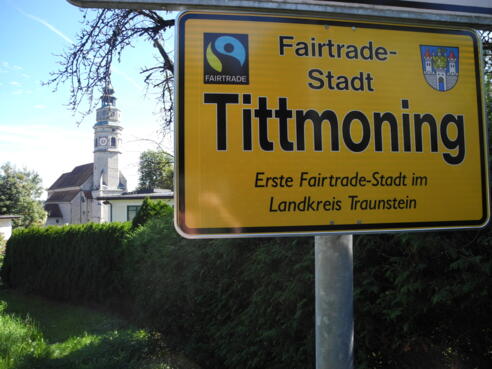 FAIRTRADE
Fairtrade-
Stadt
Tittmoning
Erste Fairtrade-Stadt im
Landkreis Traunstein